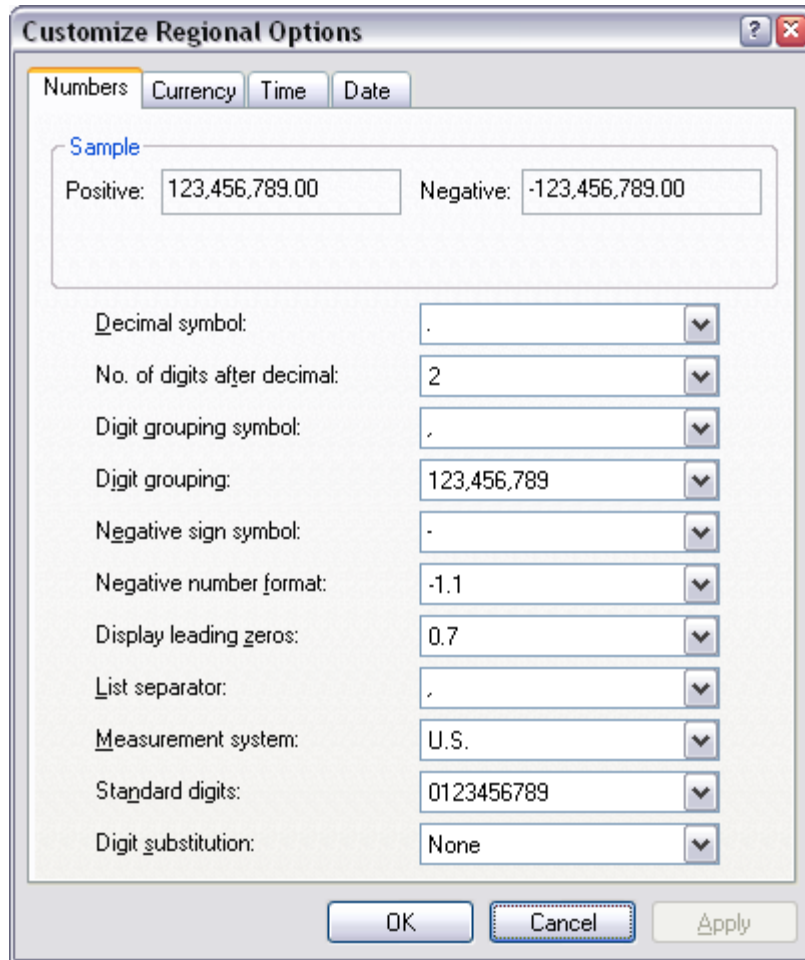 Customize Regional Options
Numbers Currency Time Date
Sample
Positive: 123,456,789.00 Negative: -123,456,789.00
Decimal symbol: .
No. of digits after decimal: 2
Digit grouping symbol: ,
Digit grouping: 123,456,789
Negative sign symbol: -
Negative number format: -1.1
Display leading zeros: 0.7
List separator: ,
Measurement system: U.S.
Standard digits: 0123456789
Digit substitution: None
OK Cancel Apply